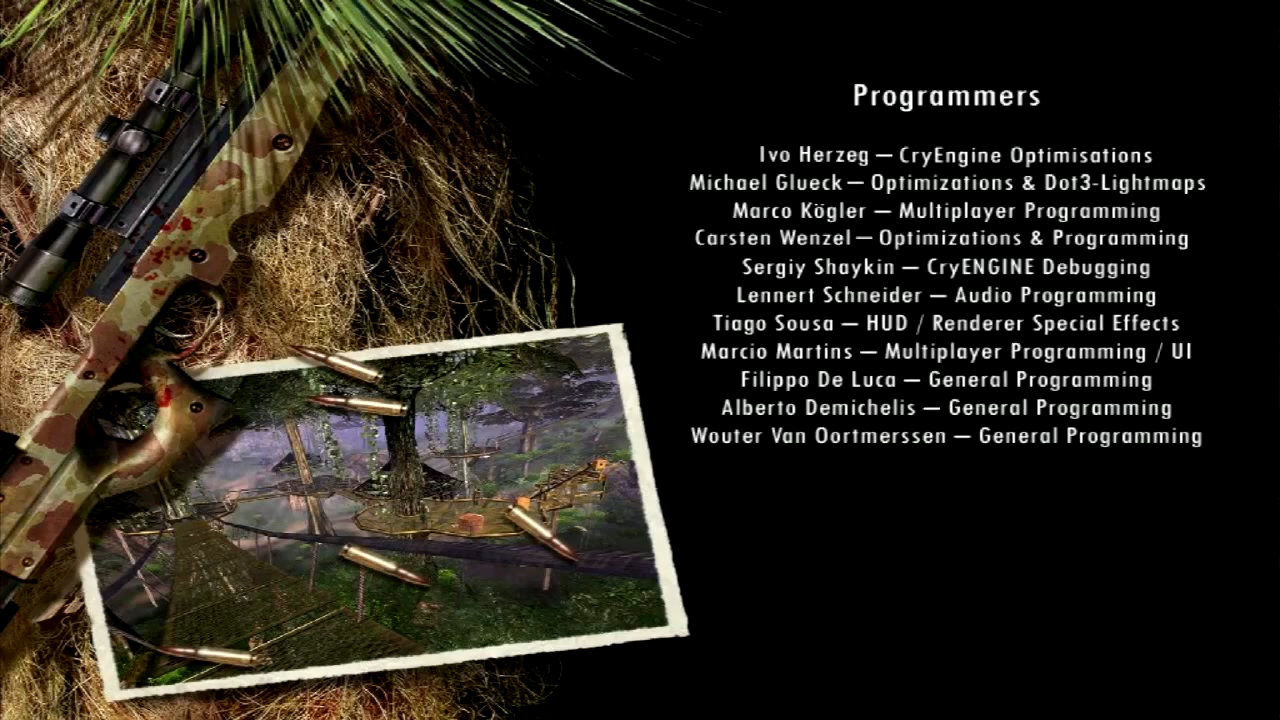 Programmers
Ivo Herzeg — CryEngine Optimisations
Michael Glueck — Optimizations & Dot3-Lightmaps
Marco Kögler — Multiplayer Programming
Carsten Wenzel — Optimizations & Programming
Sergiy Shaykin — CryENGINE Debugging
Lennert Schneider — Audio Programming
Tiago Sousa — HUD / Renderer Special Effects
Marcio Martins — Multiplayer Programming / UI
Filippo De Luca — General Programming
Alberto Demichelis — General Programming
Wouter Van Oortmerssen — General Programming